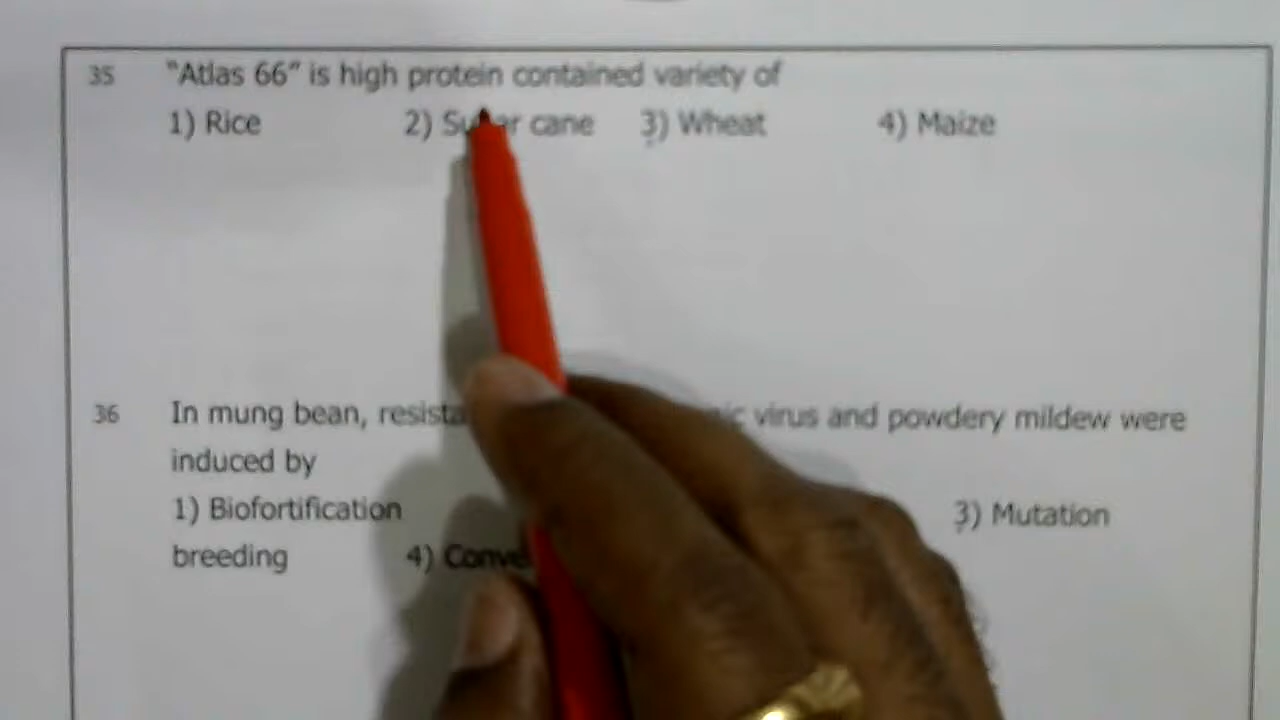 35 "Atlas 66" is high protein contained variety of
1) Rice 2) cane 3) Wheat 4) Maize
36 In mung bean, virus and powdery mildew were
induced by
1) Biofortification 3) Mutation
breeding 4)